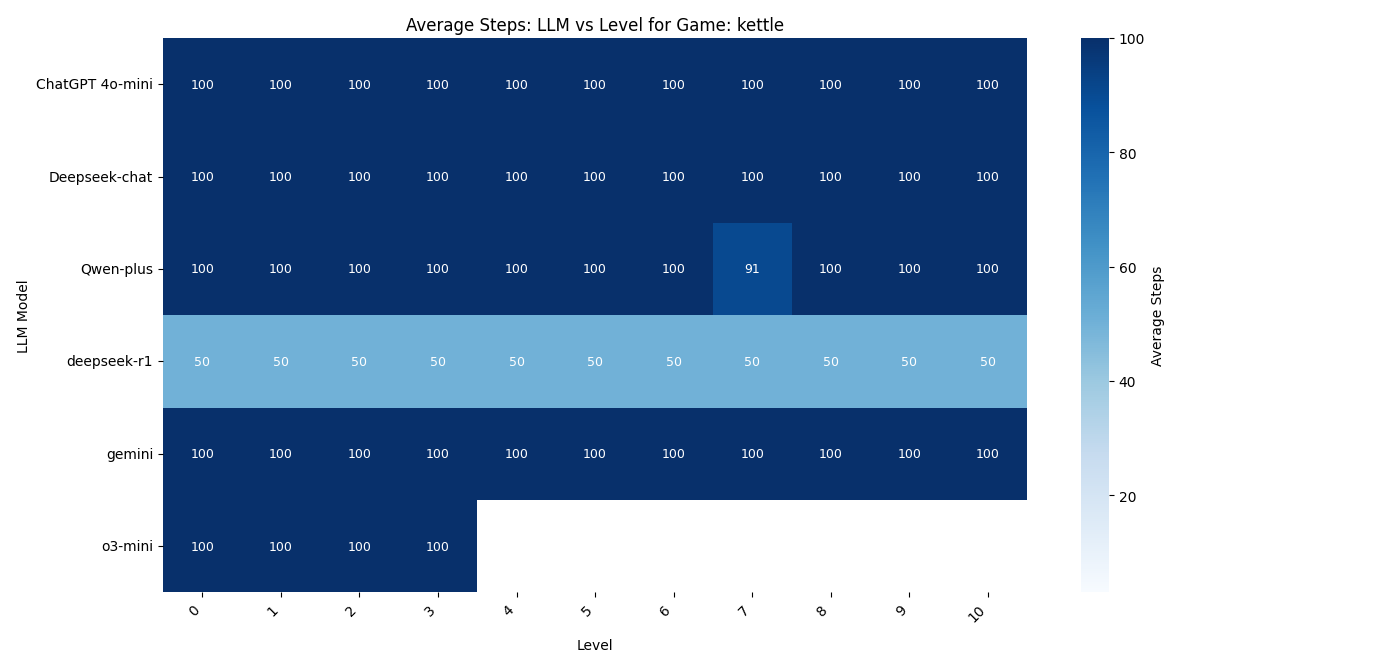 Average Steps: LLM vs Level for Game: kettle
LLM Model
ChatGPT 4o-mini 100 100 100 100 100 100 100 100 100 100 100
Deepseek-chat 100 100 100 100 100 100 100 100 100 100 100
Qwen-plus 100 100 100 100 100 100 100 91 100 100 100
deepseek-r1 50 50 50 50 50 50 50 50 50 50 50
gemini 100 100 100 100 100 100 100 100 100 100 100
o3-mini 100 100 100 100
0 1 2 3 4 5 6 7 8 9 10
Level
100
80
60
40
20
Average Steps